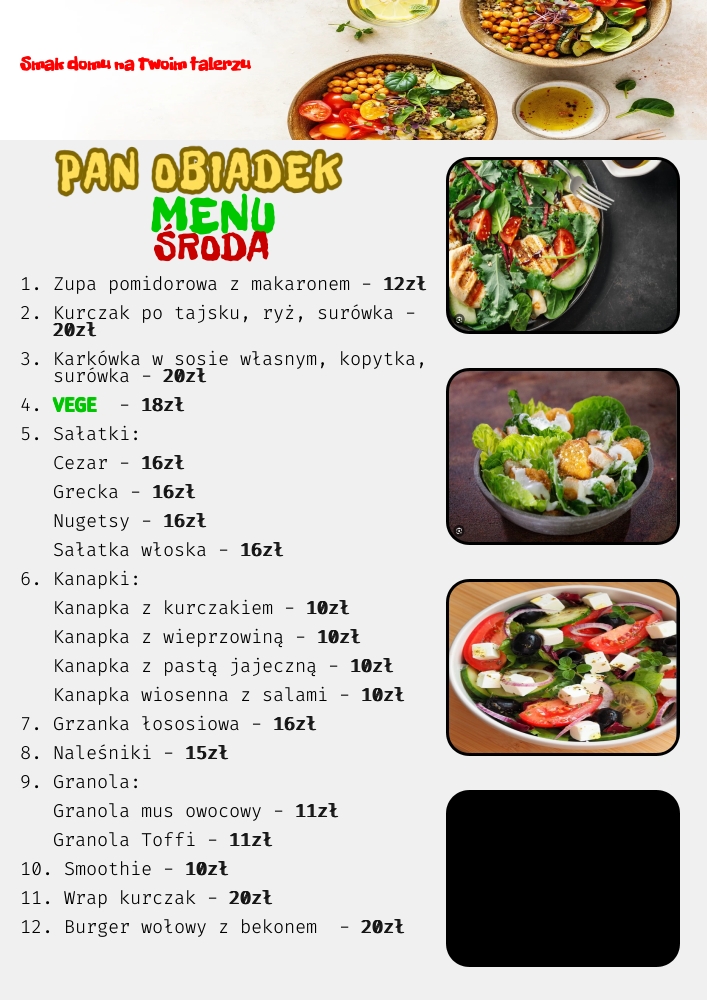 Smak domu na Twoim talerzu
PAN OBIADEK
MENU
ŚRODA
1. Zupa pomidorowa z makaronem - 12zł
2. Kurczak po tajsku, ryż, surówka -
20zł
3. Karkówka w sosie własnym, kopytka,
surówka - 20zł
4. VEGE - 18zł
5. Sałatki:
Cezar - 16zł
Grecka - 16zł
Nugetsy - 16zł
Sałatka włoska - 16zł
6. Kanapki:
Kanapka z kurczakiem - 10zł
Kanapka z wieprzowiną - 10zł
Kanapka z pastą jajeczną - 10zł
Kanapka wiosenna z salami - 10zł
7. Grzanka łososiowa - 16zł
8. Naleśniki - 15zł
9. Granola:
Granola mus owocowy - 11zł
Granola Toffi - 11zł
10. Smoothie - 10zł
11. Wrap kurczak - 20zł
12. Burger wołowy z bekonem - 20zł